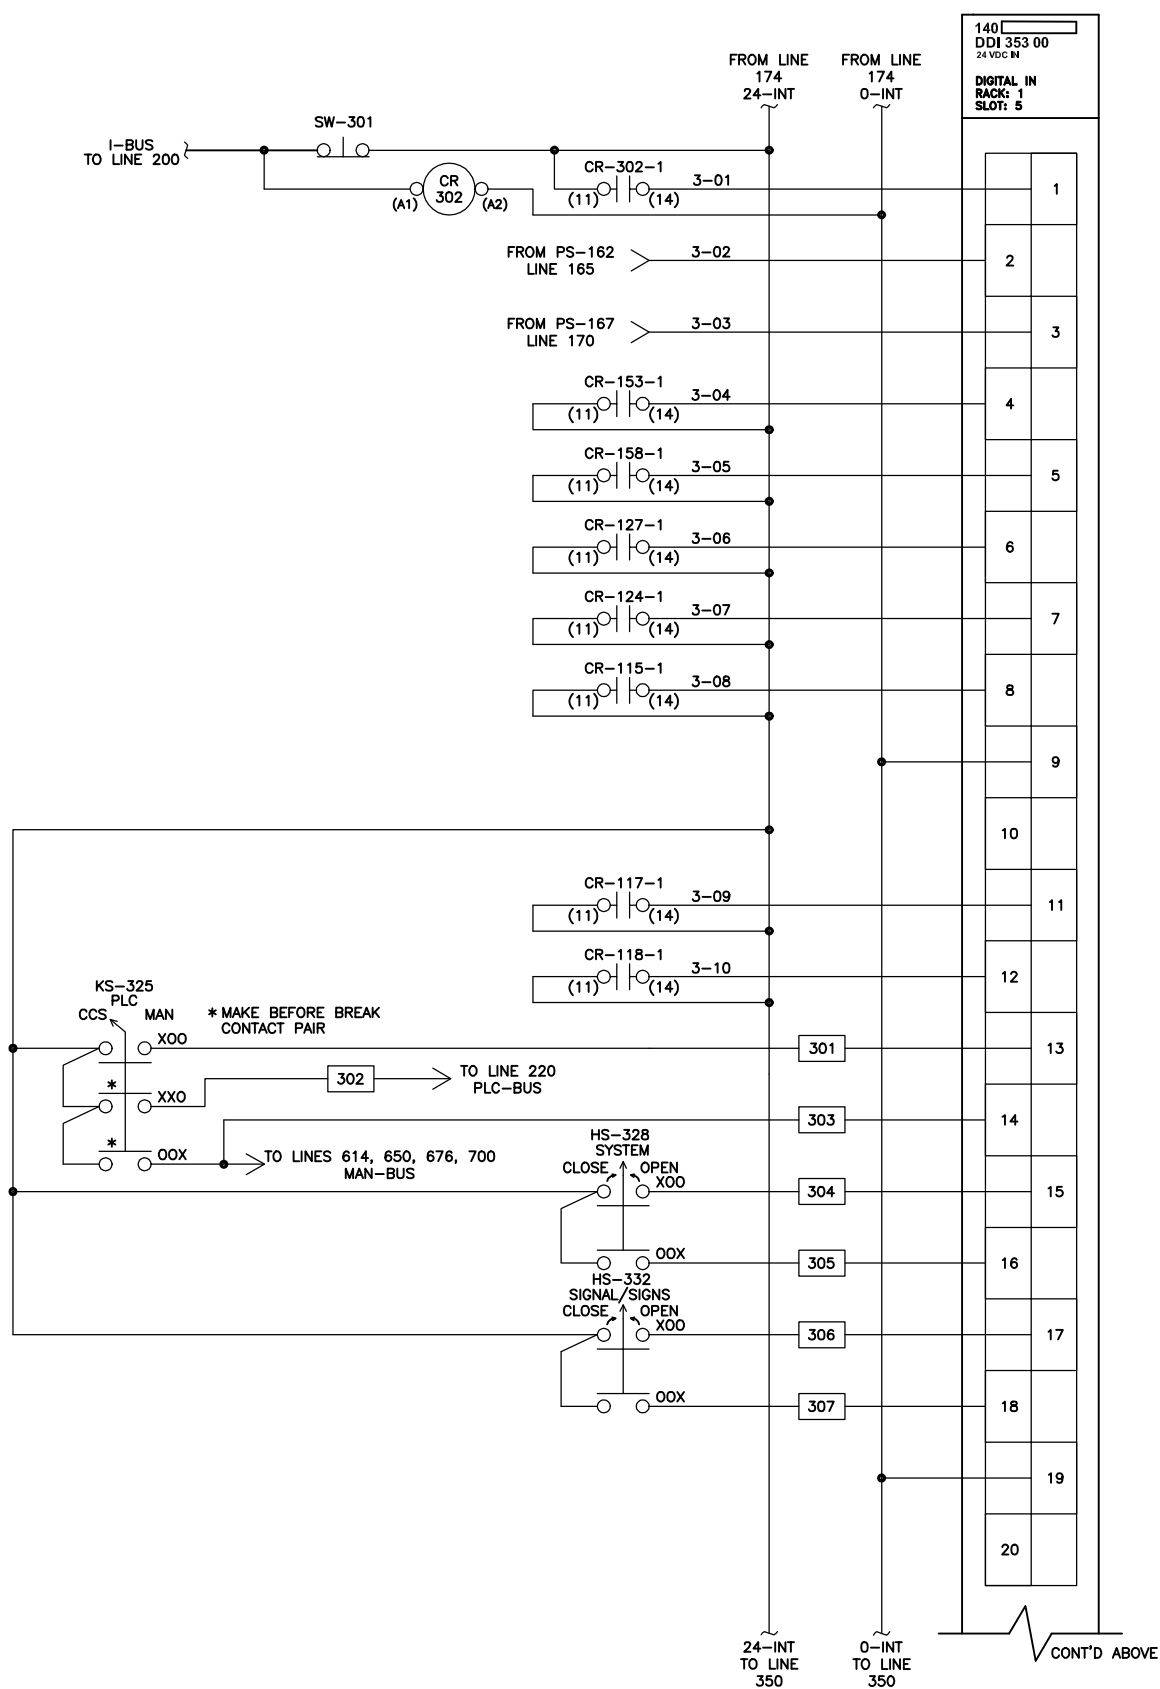 140
DDI 353 00
24 VDC IN
DIGITAL IN
RACK: 1
SLOT: 5
FROM LINE
174
24-INT
FROM LINE
174
0-INT
SW-301
I-BUS
TO LINE 200
CR
302
(A1)
(A2)
CR-302-1
(11)
(14)
3-01
1
FROM PS-162
LINE 165
3-02
2
FROM PS-167
LINE 170
3-03
3
CR-153-1
(11)
(14)
3-04
4
CR-158-1
(11)
(14)
3-05
5
CR-127-1
(11)
(14)
3-06
6
CR-124-1
(11)
(14)
3-07
7
CR-115-1
(11)
(14)
3-08
8
9
10
CR-117-1
(11)
(14)
3-09
11
CR-118-1
(11)
(14)
3-10
12
KS-325
PLC
CCS
MAN
* MAKE BEFORE BREAK
CONTACT PAIR
XOO
301
13
*
XXO
302
TO LINE 220
PLC-BUS
303
14
*
OOX
TO LINES 614, 650, 676, 700
MAN-BUS
HS-328
SYSTEM
CLOSE
OPEN
XOO
304
15
OOX
305
16
HS-332
SIGNAL/SIGNS
CLOSE
OPEN
XOO
306
17
OOX
307
18
19
20
24-INT
TO LINE
350
0-INT
TO LINE
350
CONT'D ABOVE